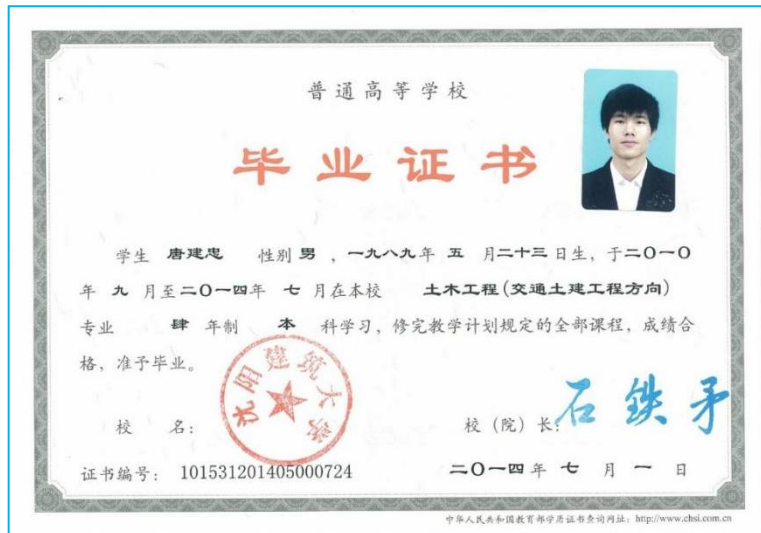 普通高等学校
毕业证书
学生 唐建忠 性别 男 ，一九八九年 五 月二十三日生，于二〇一〇
年 九 月至二〇一四年 七 月在本校 土木工程(交通土建工程方向)
专业 肆 年制 本 科学习，修完教学计划规定的全部课程，成绩合
格，准予毕业。
沈阳建筑大学
校 名： 校（院）长：石铁矛
证书编号： 101531201405000724 二〇一四年 七 月 一 日
中华人民共和国教育部学历证书查询网址：http://www.chsi.com.cn